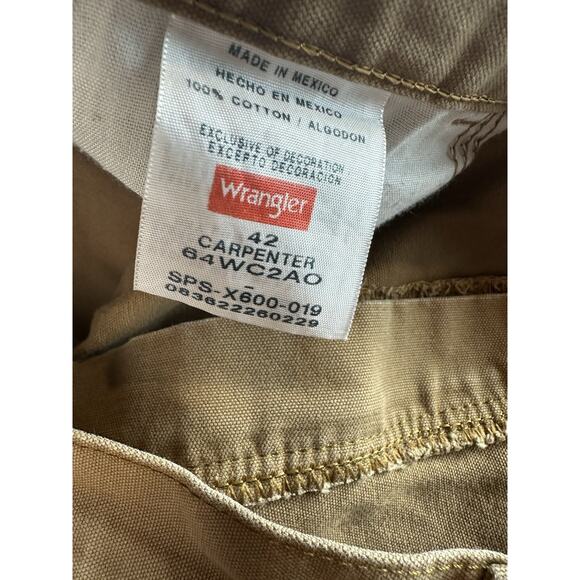 MADE IN MEXICO
HECHO EN MEXICO
100% COTTON / ALGODON
EXCLUSIVE OF DECORATION
EXCEPTO DECORACION
Wrangler
42
CARPENTER
64WC2AO
-
SPS-X600-019
083622260229